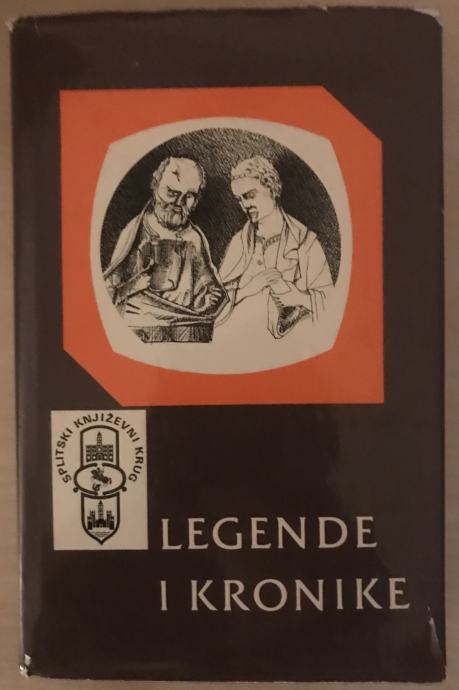 SPLITSKI KNJIŽEVNI KRUG
LEGENDE
I KRONIKE